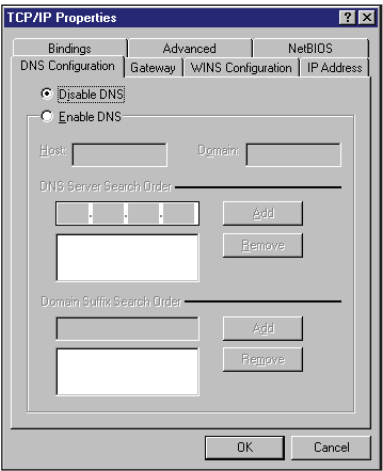 TCP/IP Properties
Bindings Advanced NetBIOS
DNS Configuration Gateway WINS Configuration IP Address
Disable DNS
Enable DNS
Host: Domain:
DNS Server Search Order
. . .
Add
Remove
Domain Suffix Search Order
Add
Remove
OK Cancel